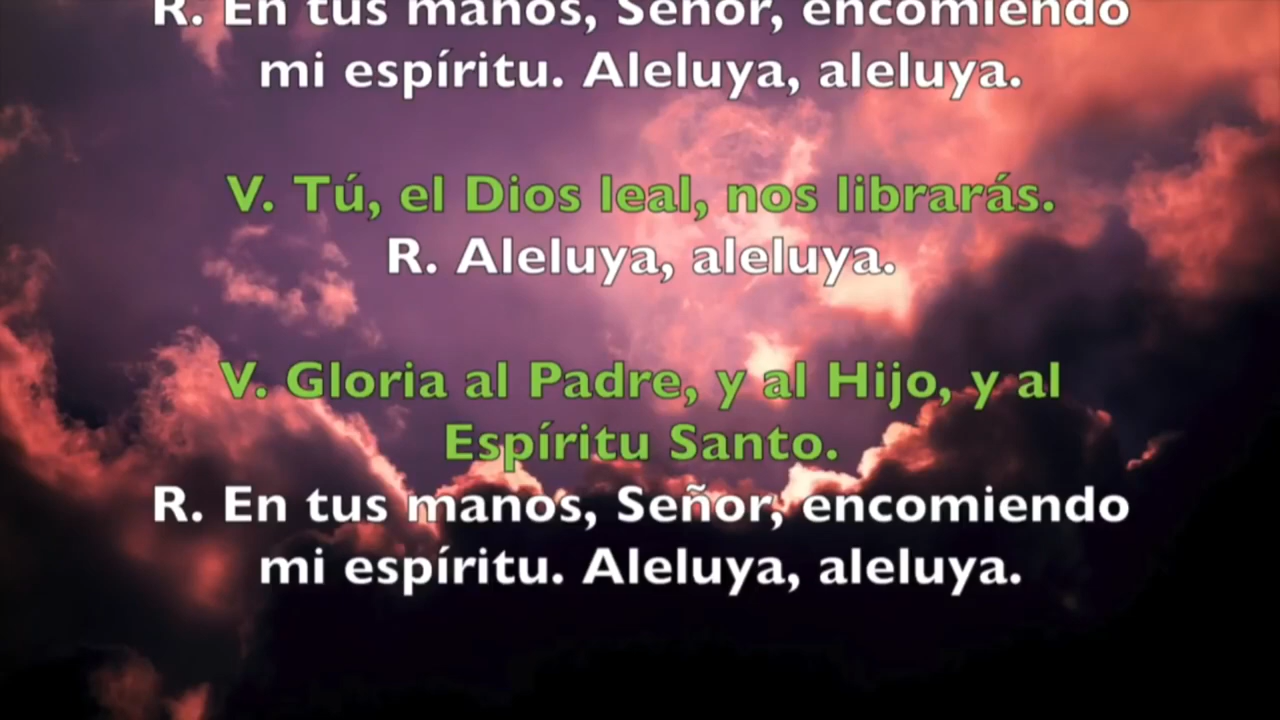 R. En tus manos, Señor, encomiendo
mi espíritu. Aleluya, aleluya.
V. Tú, el Dios leal, nos librarás.
R. Aleluya, aleluya.
V. Gloria al Padre, y al Hijo, y al
Espíritu Santo.
R. En tus manos, Señor, encomiendo
mi espíritu. Aleluya, aleluya.